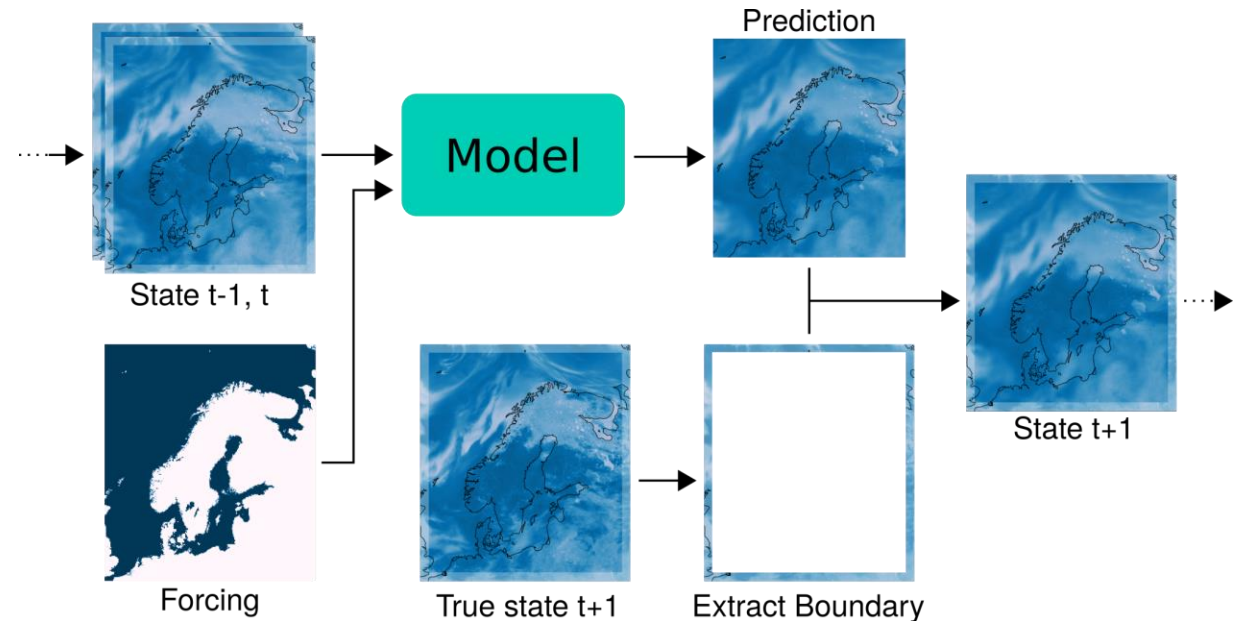 Prediction
Model
State t-1, t
State t+1
Forcing
True state t+1
Extract Boundary